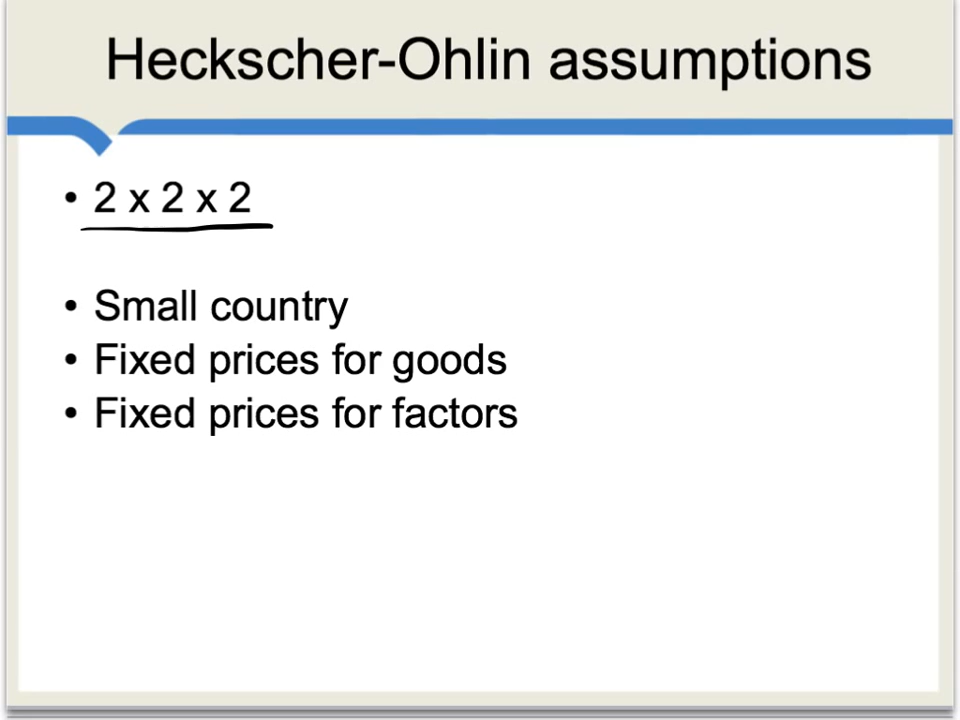 Heckscher-Ohlin assumptions
• 2 x 2 x 2
• Small country
• Fixed prices for goods
• Fixed prices for factors